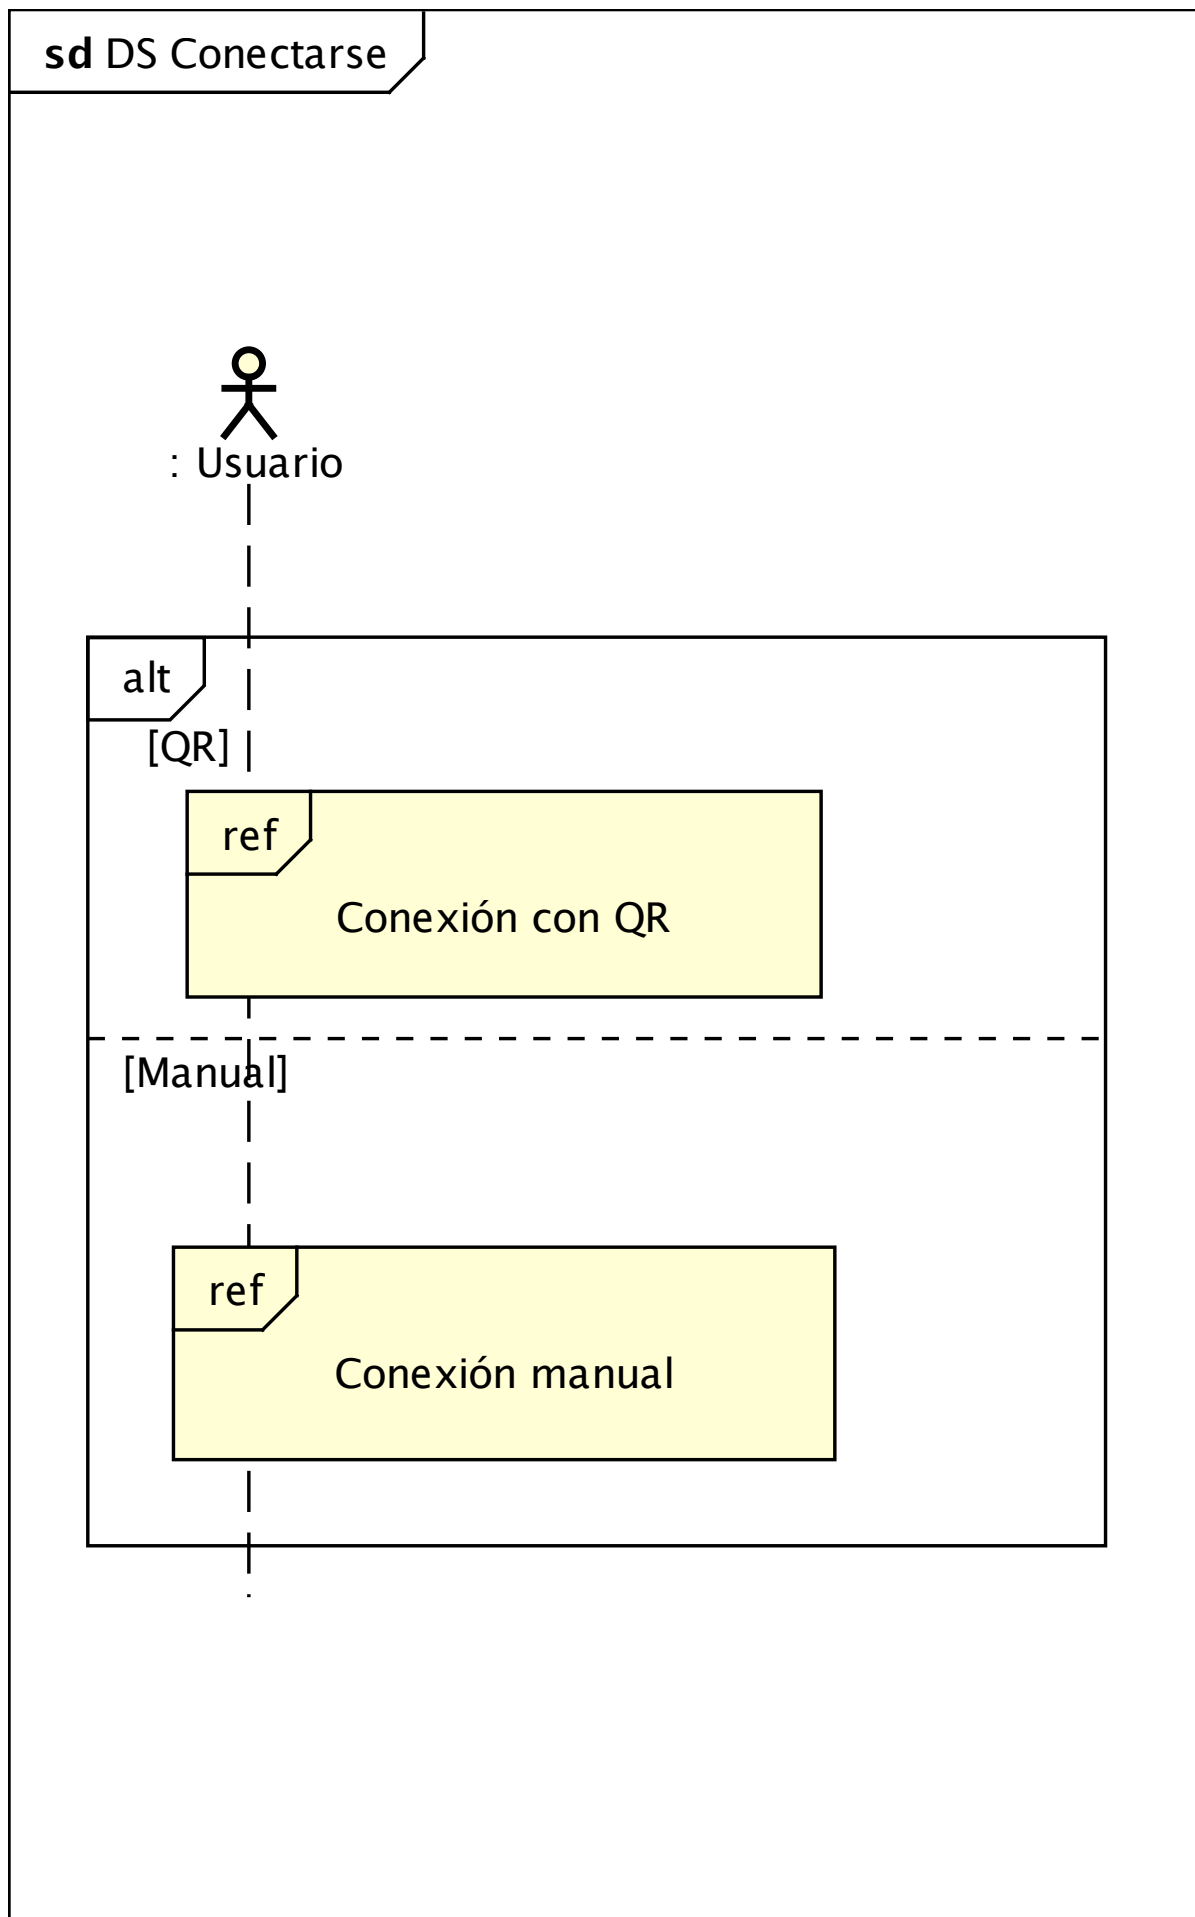 sd DS Conectarse
: Usuario
alt
[QR]
ref
Conexión con QR
[Manual]
ref
Conexión manual